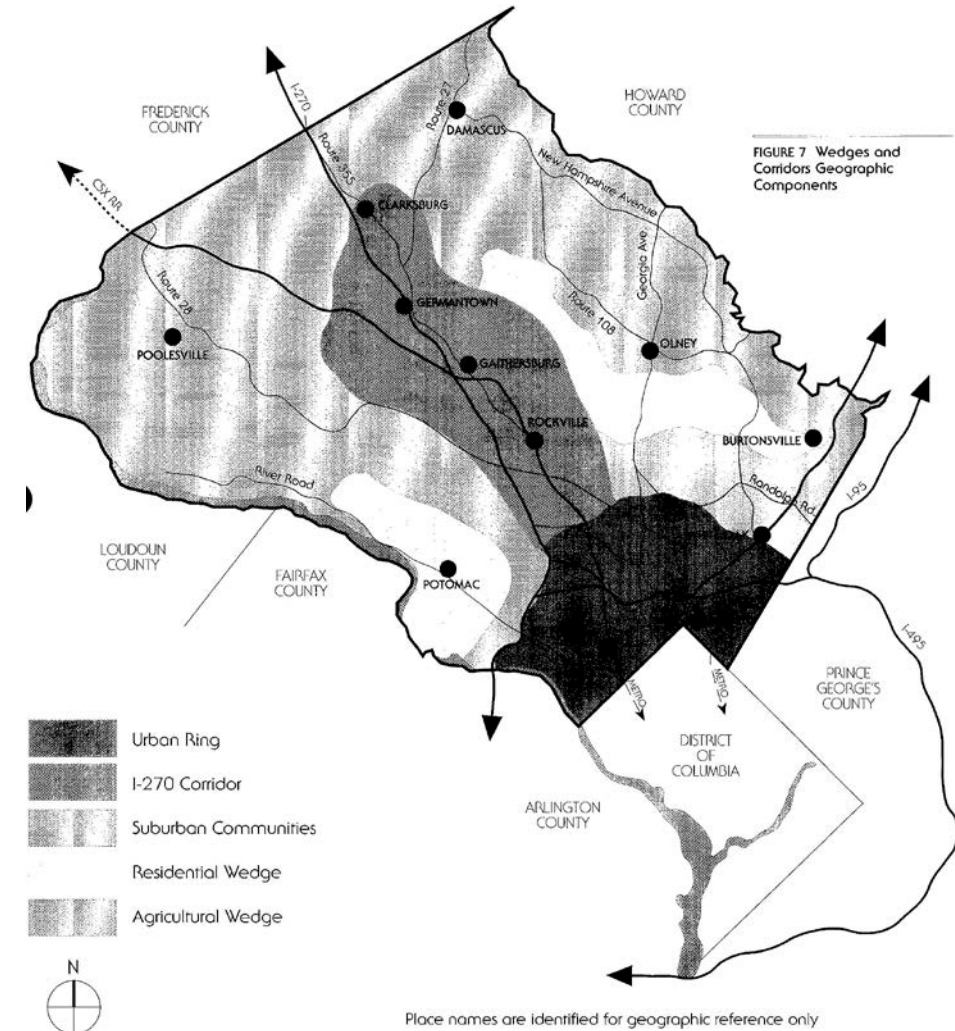 FREDERICK
COUNTY
HOWARD
COUNTY
FIGURE 7 Wedges and
Corridors Geographic
Components
I-270
Route 27
DAMASCUS
Route 355
New Hampshire Avenue
CSX RR
CLARKSBURG
Georgia Ave.
Route 28
GERMANTOWN
Route 108
POOLESVILLE
OLNEY
GAITHERSBURG
ROCKVILLE
BURTONSVILLE
River Road
Randolph Rd.
I-95
LOUDOUN
COUNTY
FAIRFAX
COUNTY
POTOMAC
I-495
PRINCE
GEORGE'S
COUNTY
METRO
METRO
DISTRICT
OF
COLUMBIA
ARLINGTON
COUNTY
Urban Ring
I-270 Corridor
Suburban Communities
Residential Wedge
Agricultural Wedge
N
Place names are identified for geographic reference only